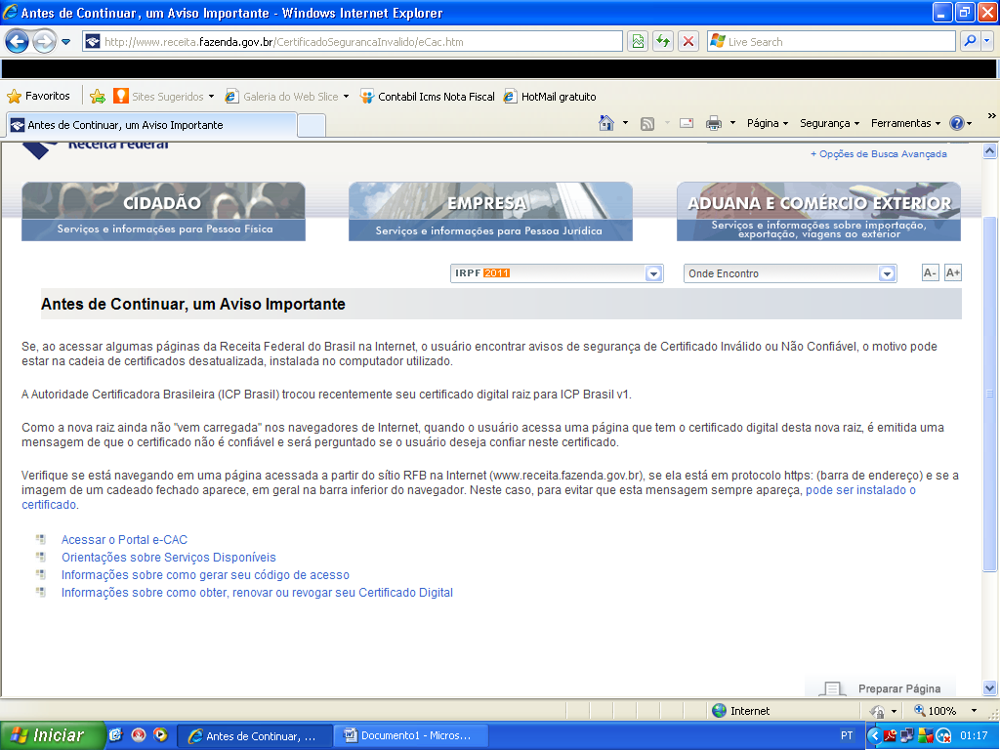 Antes de Continuar, um Aviso Importante - Windows Internet Explorer
http://www.receita.fazenda.gov.br/CertificadoSegurancaInvalido/eCac.htm
Live Search
Favoritos
Sites Sugeridos
Galeria do Web Slice
Contabil Icms Nota Fiscal
HotMail gratuito
Antes de Continuar, um Aviso Importante
Página
Segurança
Ferramentas
»
Receita Federal
+ Opções de Busca Avançada
CIDADÃO
Serviços e informações para Pessoa Física
EMPRESA
Serviços e informações para Pessoa Jurídica
ADUANA E COMÉRCIO EXTERIOR
Serviços e informações sobre importação,
exportação, viagens ao exterior
IRPF 2011
Onde Encontro
A-
A+
Antes de Continuar, um Aviso Importante
Se, ao acessar algumas páginas da Receita Federal do Brasil na Internet, o usuário encontrar avisos de segurança de Certificado Inválido ou Não Confiável, o motivo pode
estar na cadeia de certificados desatualizada, instalada no computador utilizado.
A Autoridade Certificadora Brasileira (ICP Brasil) trocou recentemente seu certificado digital raiz para ICP Brasil v1.
Como a nova raiz ainda não "vem carregada" nos navegadores de Internet, quando o usuário acessa uma página que tem o certificado digital desta nova raiz, é emitida uma
mensagem de que o certificado não é confiável e será perguntado se o usuário deseja confiar neste certificado.
Verifique se está navegando em uma página acessada a partir do sítio RFB na Internet (www.receita.fazenda.gov.br), se ela está em protocolo https: (barra de endereço) e se a
imagem de um cadeado fechado aparece, em geral na barra inferior do navegador. Neste caso, para evitar que esta mensagem sempre apareça, pode ser instalado o
certificado.
Acessar o Portal e-CAC
Orientações sobre Serviços Disponíveis
Informações sobre como gerar seu código de acesso
Informações sobre como obter, renovar ou revogar seu Certificado Digital
Preparar Página
Internet
100%
Iniciar
Antes de Continuar, ...
Documento1 - Micros...
PT
01:17